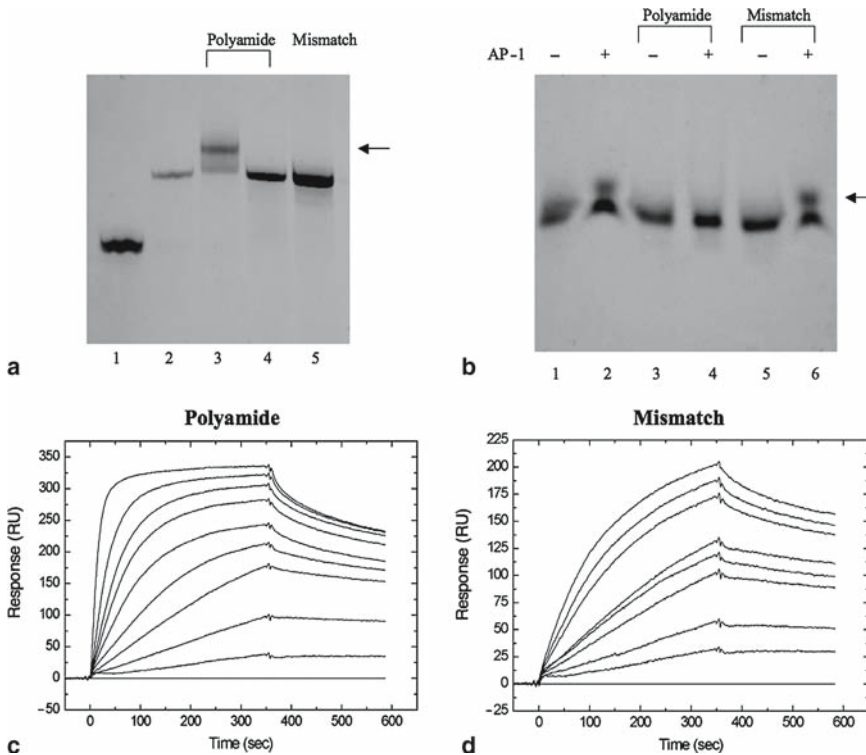 Polyamide Mismatch
1 2 3 4 5
a
Polyamide Mismatch
AP-1 – + – + – +
1 2 3 4 5 6
b
Polyamide
Response (RU)
350
300
250
200
150
100
50
0
−50
0 100 200 300 400 500 600
Time (sec)
c
Mismatch
Response (RU)
225
200
175
150
125
100
75
50
25
0
−25
0 200 400 600 800
Time (sec)
d